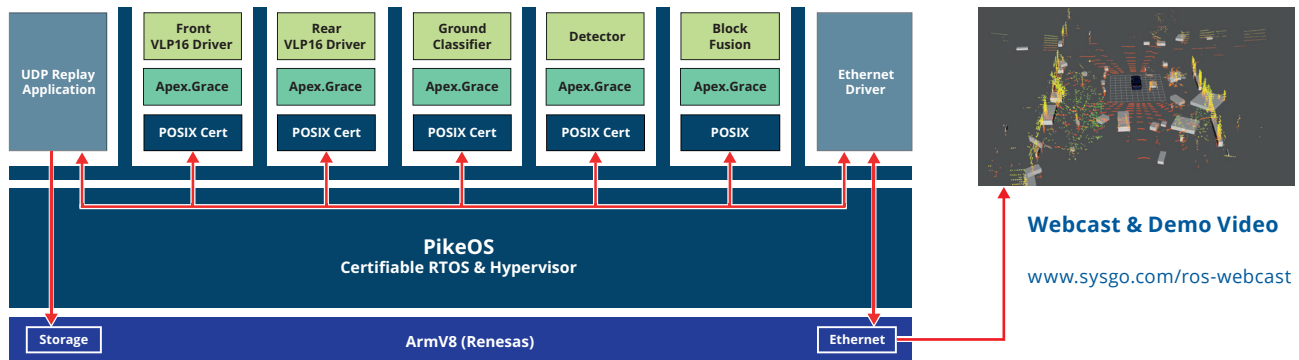 UDP Replay
Application
Front
VLP16 Driver
Apex.Grace
POSIX Cert
Rear
VLP16 Driver
Apex.Grace
POSIX Cert
Ground
Classifier
Apex.Grace
POSIX Cert
Detector
Apex.Grace
POSIX Cert
Block
Fusion
Apex.Grace
POSIX
Ethernet
Driver
PikeOS
Certifiable RTOS & Hypervisor
Storage
ArmV8 (Renesas)
Ethernet
Webcast & Demo Video
www.sysgo.com/ros-webcast